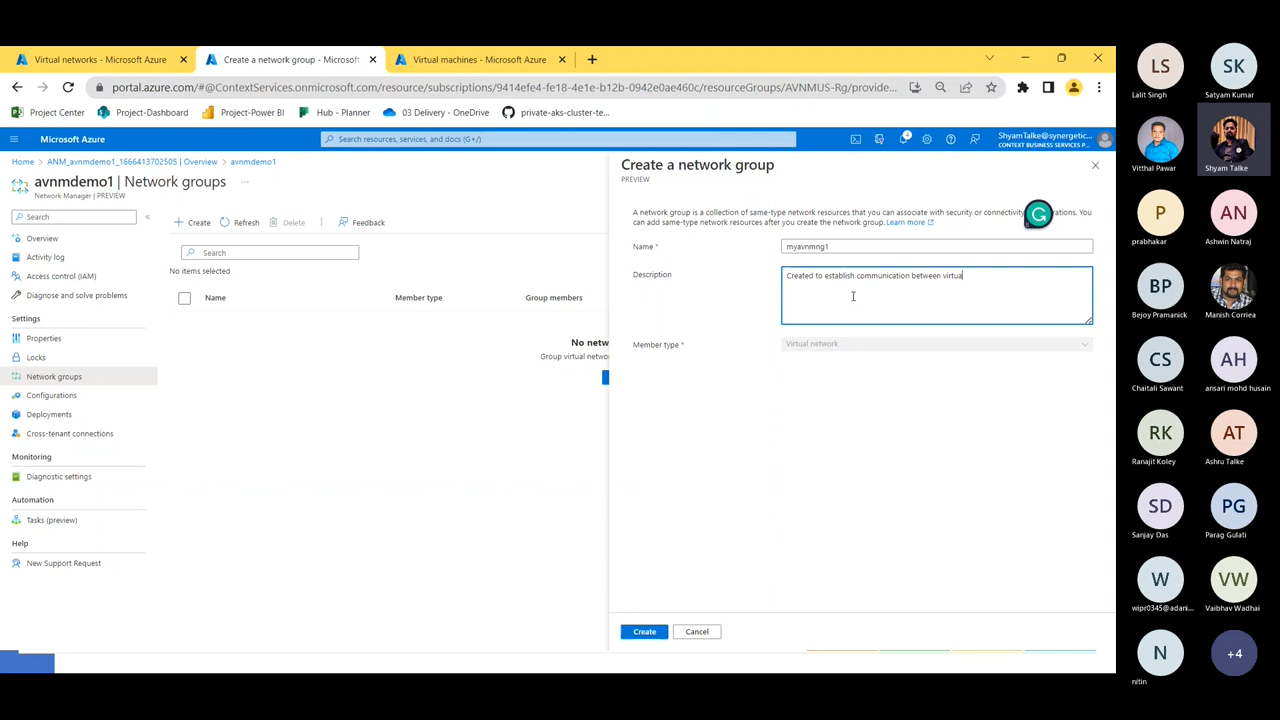 Virtual networks - Microsoft Azure
Create a network group - Microsoft
Virtual machines - Microsoft Azure
portal.azure.com/#@ContextServices.onmicrosoft.com/resource/subscriptions/9414efe4-fe18-4e1e-b12b-0942e0ae460c/resourceGroups/AVNMUS-Rg/provide...
Project Center
Project-Dashboard
Project-Power BI
Hub - Planner
03 Delivery - OneDrive
private-aks-cluster-te...
Microsoft Azure
Search resources, services, and docs (G+/)
4
ShyamTalke@synergetic...
CONTEXT BUSINESS SERVICES P...
Home > ANM_avnmdemo1_1666413702505 | Overview > avnmdemo1
avnmdemo1 | Network groups ...
Network Manager | PREVIEW
Search
«
Overview
Activity log
Access control (IAM)
Diagnose and solve problems
Settings
Properties
Locks
Network groups
Configurations
Deployments
Cross-tenant connections
Monitoring
Diagnostic settings
Automation
Tasks (preview)
Help
New Support Request
Create
Refresh
Delete
Feedback
Search
No items selected
Name
Member type
Group members
No netw
Group virtual networ
Create a network group
PREVIEW
A network group is a collection of same-type network resources that you can associate with security or connectivity
You
can add same-type network resources after you create the network group. Learn more
G
Name *
myavnmng1
Description
Created to establish communication between virtua
Member type *
Virtual network
Create
Cancel
LS
Lalit Singh
SK
Satyam Kumar
Vitthal Pawar
Shyam Talke
P
prabhakar
AN
Ashwin Natraj
BP
Bejoy Pramanick
Manish Corriea
CS
Chaitali Sawant
AH
ansari mohd husain
RK
Ranajit Koley
AT
Ashru Talke
SD
Sanjay Das
PG
Parag Gulati
W
wipr0345@adani...
VW
Vaibhav Wadhai
N
nitin
+4